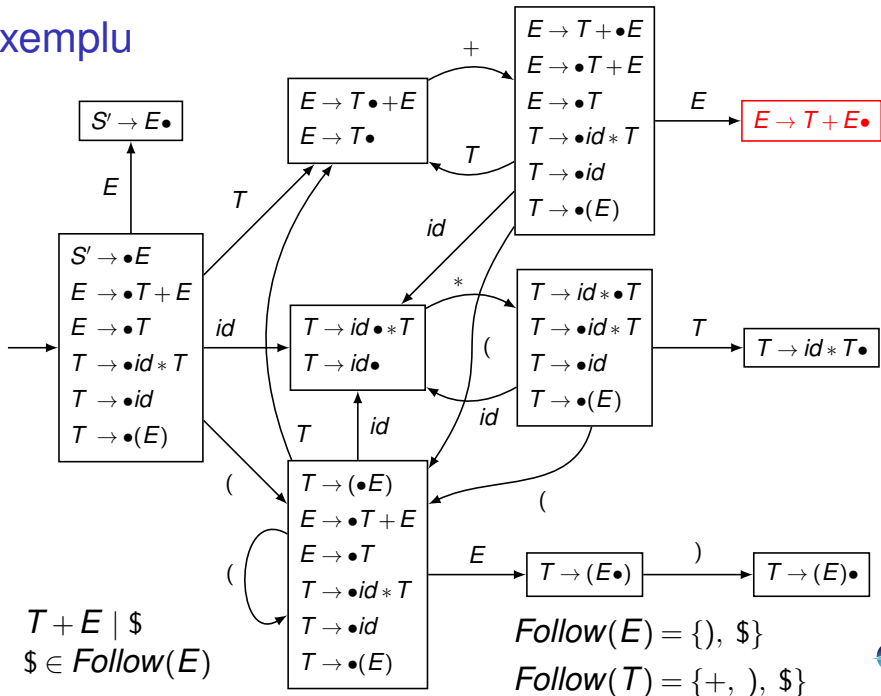 xemplu
S′ → E•
E
S′ → •E
E → •T + E
E → •T
T → •id ∗ T
T → •id
T → •(E)
T
id
(
E → T• + E
E → T•
+
T
E → T + •E
E → •T + E
E → •T
T → •id ∗ T
T → •id
T → •(E)
E
E → T + E•
id
(
T → id• ∗ T
T → id•
∗
id
T → id ∗ •T
T → •id ∗ T
T → •id
T → •(E)
T
T → id ∗ T•
(
T
id
T → (•E)
E → •T + E
E → •T
T → •id ∗ T
T → •id
T → •(E)
(
E
T → (E•)
)
T → (E)•
T + E | $
$ ∈ Follow(E)
Follow(E) = {), $}
Follow(T) = {+, ), $}